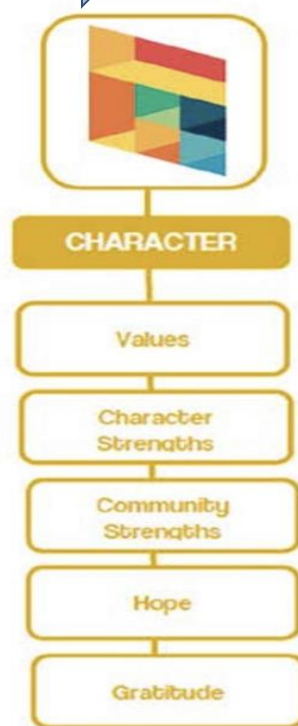 CHARACTER
Values
Character
Strengths
Community
Strengths
Hope
Gratitude